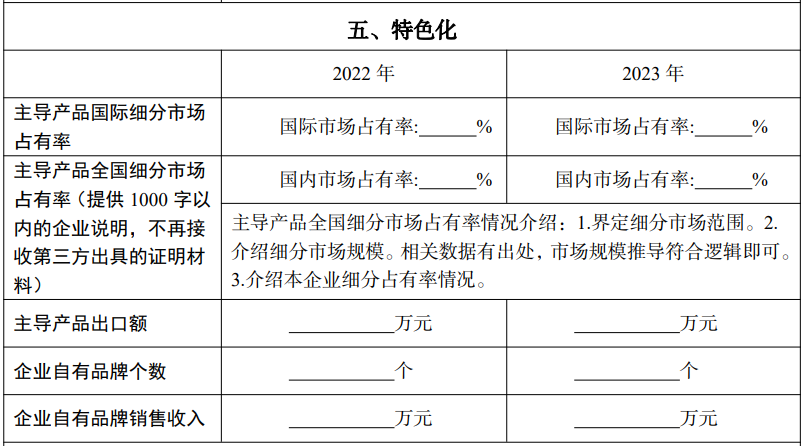 五、特色化
2022 年
2023 年
主导产品国际细分市场
占有率
国际市场占有率:______%
国际市场占有率:______%
主导产品全国细分市场
占有率（提供 1000 字以
内的企业说明，不再接
收第三方出具的证明材
料）
国内市场占有率:______%
国内市场占有率:______%
主导产品全国细分市场占有率情况介绍：1.界定细分市场范围。2.
介绍细分市场规模。相关数据有出处，市场规模推导符合逻辑即可。
3.介绍本企业细分占有率情况。
主导产品出口额
___________万元
___________万元
企业自有品牌个数
___________个
___________个
企业自有品牌销售收入
___________万元
___________万元